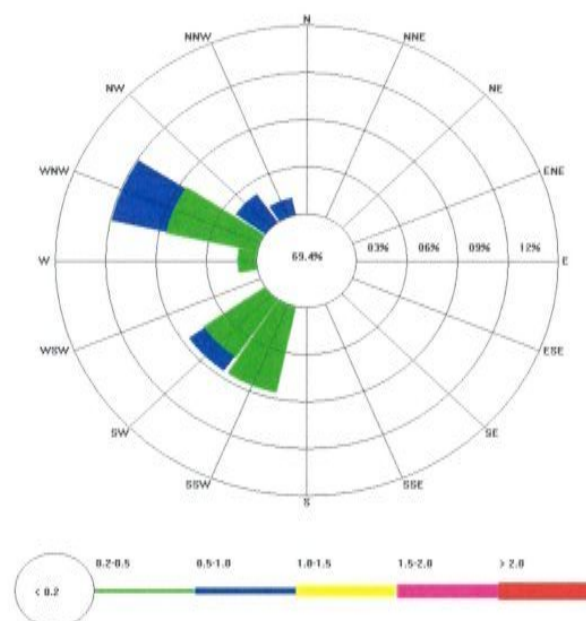 N
NNW
NNE
NW
NE
WNW
ENE
W
69.4%
03%
06%
09%
12%
E
WSW
ESE
SW
SE
SSW
SSE
S
0.2-0.5
0.5-1.0
1.0-1.5
1.5-2.0
> 2.0
< 0.2